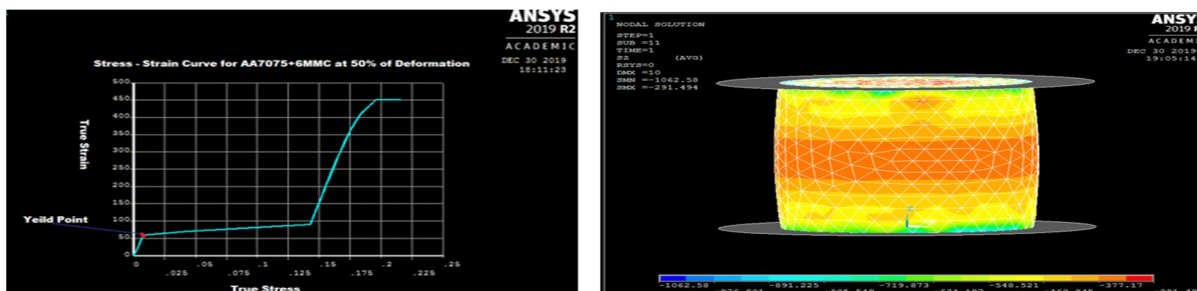 ANSYS
2019 R2
ACADEMIC
DEC 30 2019
18:11:23
Stress - Strain Curve for AA7075+6MMC at 50% of Deformation
500
450
400
350
300
450
200
150
100
50
0
True Strain
Yeild Point
0 .05 .1 .15 .2 .25
.025 .075 .125 .175 .225
True Stress
1
NODAL SOLUTION
STEP=1
SUB =11
TIME=1
SZ (AVG)
RSYS=0
DMX =10
SMN =-1062.58
SMX =-291.494
ANSY
2019 R
ACADEM
DEC 30 2019
19:05:14
-1062.58 -891.225 -719.873 -548.521 -377.17